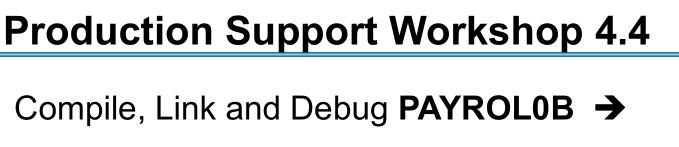 Production Support Workshop 4.4
Compile, Link and Debug PAYROL0B ➔